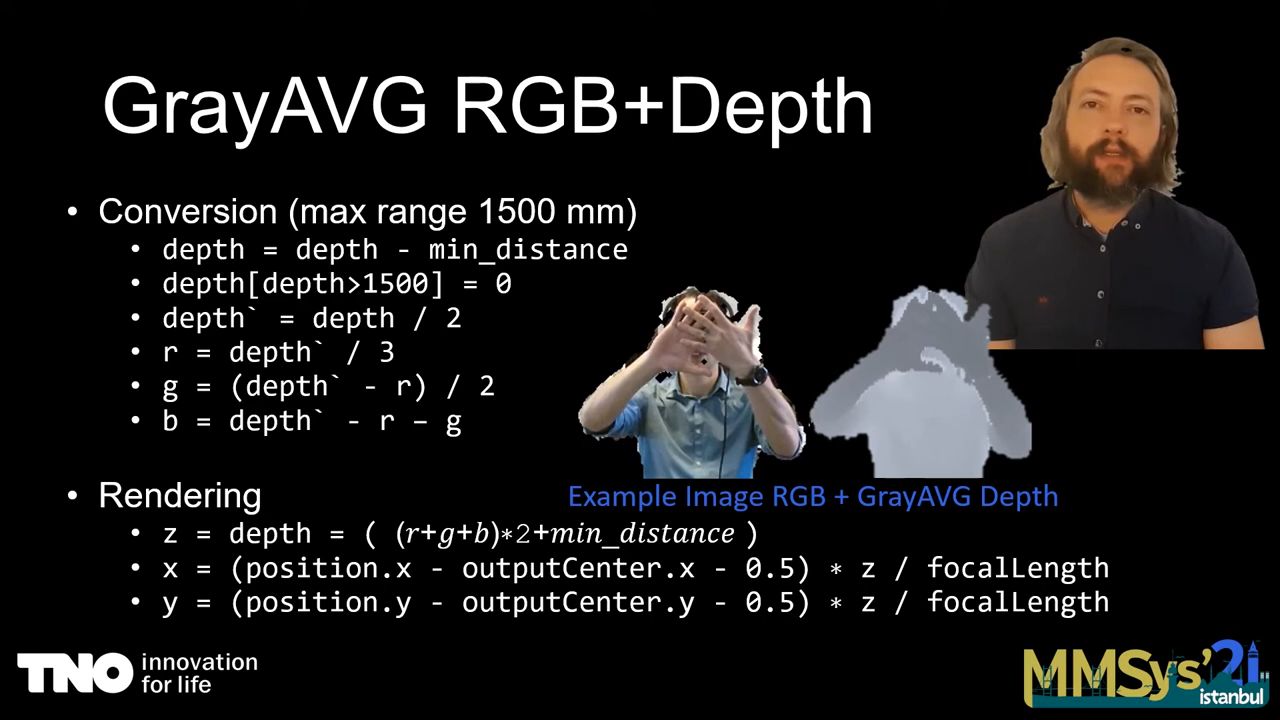 GrayAVG RGB+Depth
• Conversion (max range 1500 mm)
• depth = depth - min_distance
• depth[depth>1500] = 0
• depth` = depth / 2
• r = depth` / 3
• g = (depth` - r) / 2
• b = depth` - r – g
Example Image RGB + GrayAVG Depth
• Rendering
• z = depth = ( (r+g+b)∗2+min_distance )
• x = (position.x - outputCenter.x - 0.5) * z / focalLength
• y = (position.y - outputCenter.y - 0.5) * z / focalLength
TNO innovation
for life
MMSys'21
istanbul